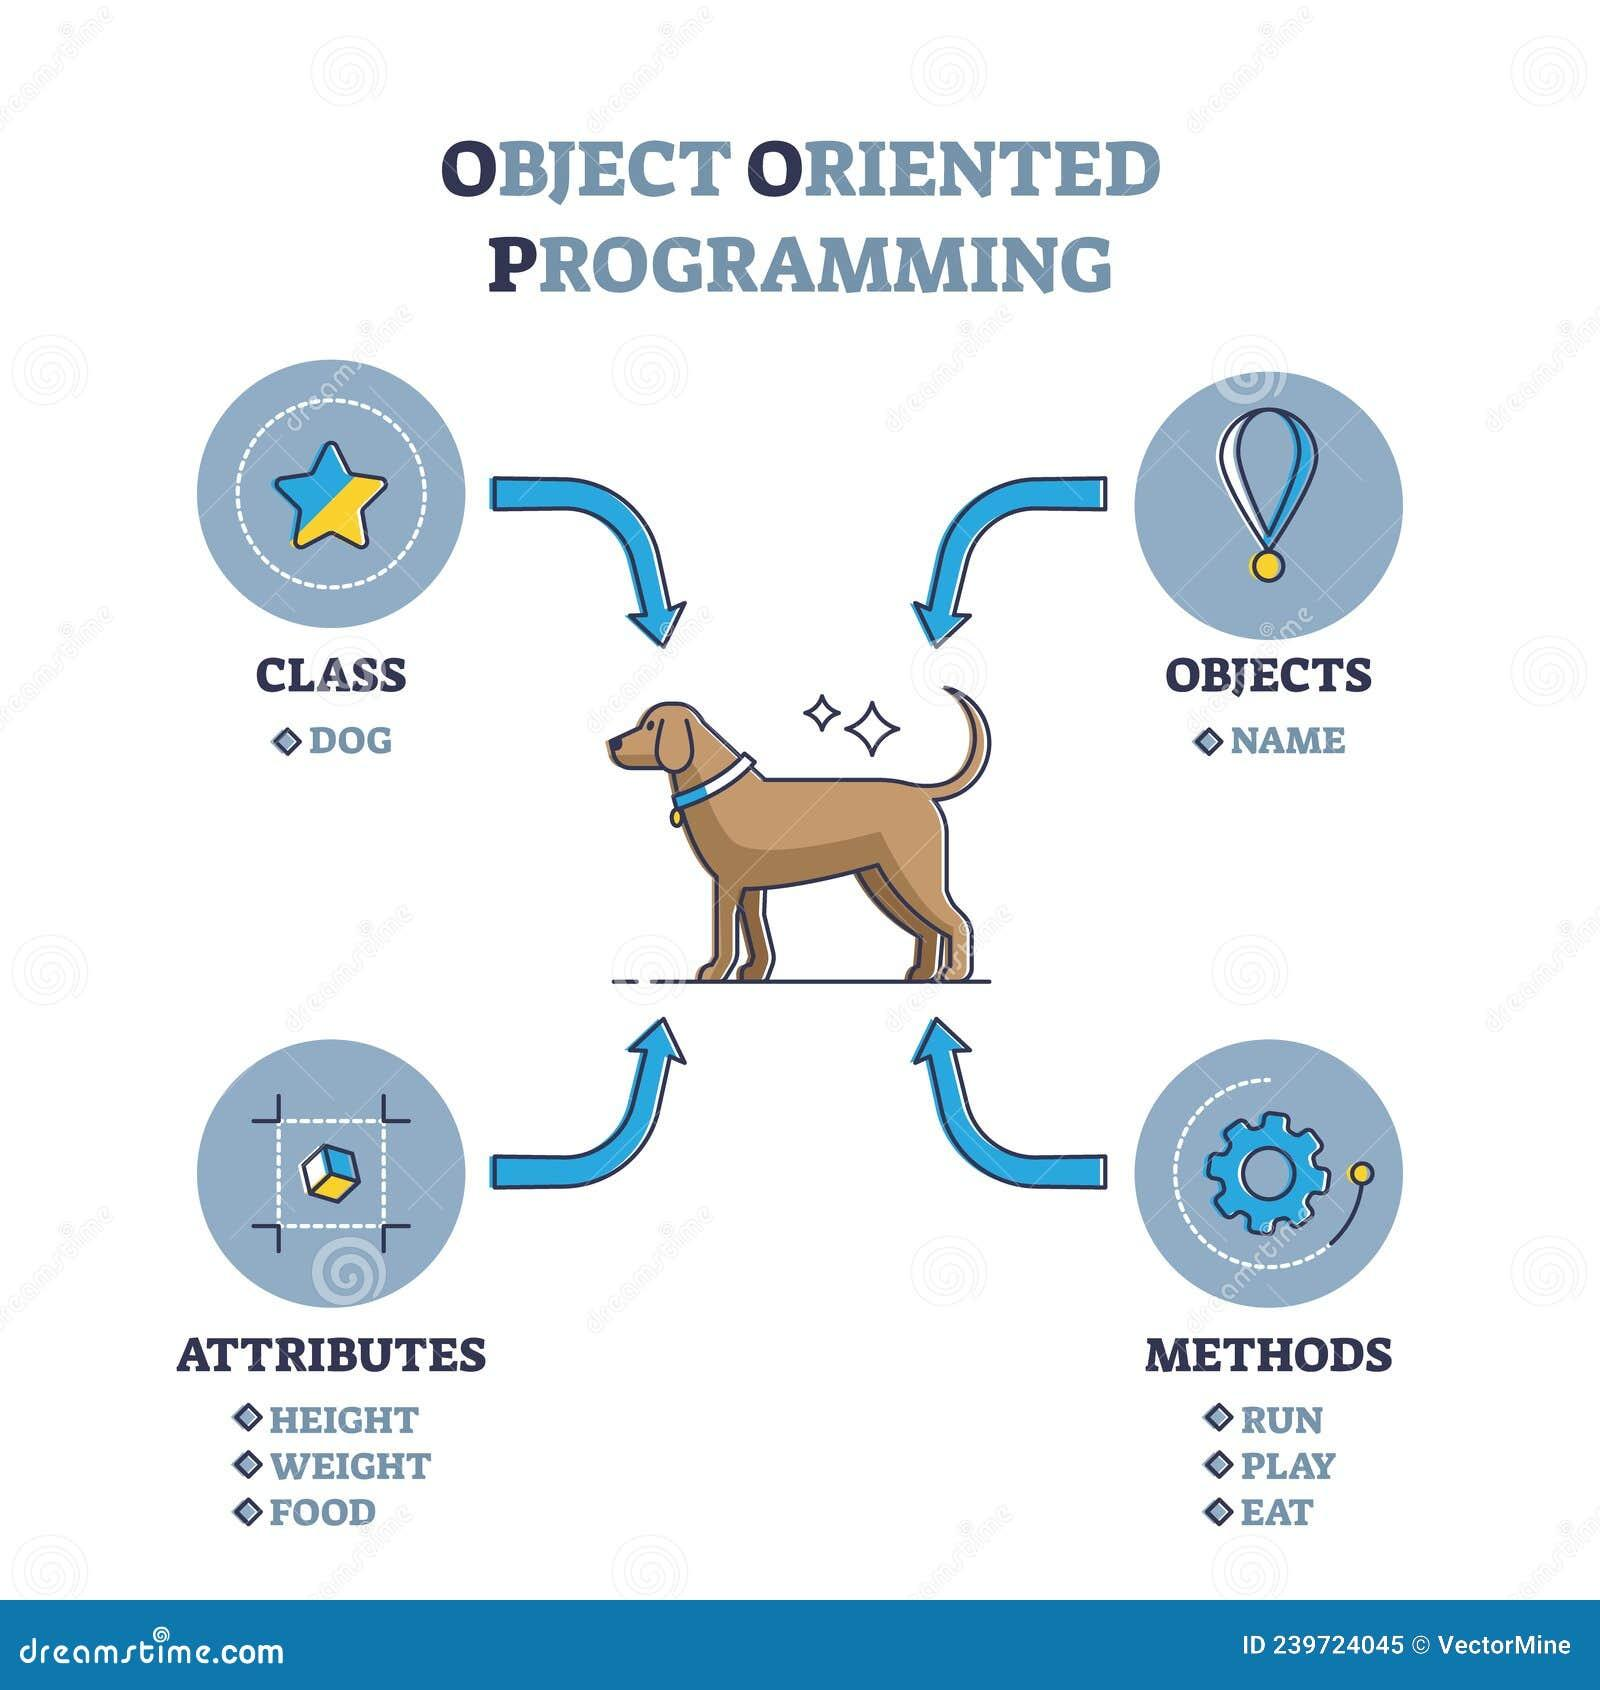 OBJECT ORIENTED
PROGRAMMING
CLASS
DOG
OBJECTS
NAME
ATTRIBUTES
HEIGHT
WEIGHT
FOOD
METHODS
RUN
PLAY
EAT
dreamstime.com
ID 239724045 © VectorMine